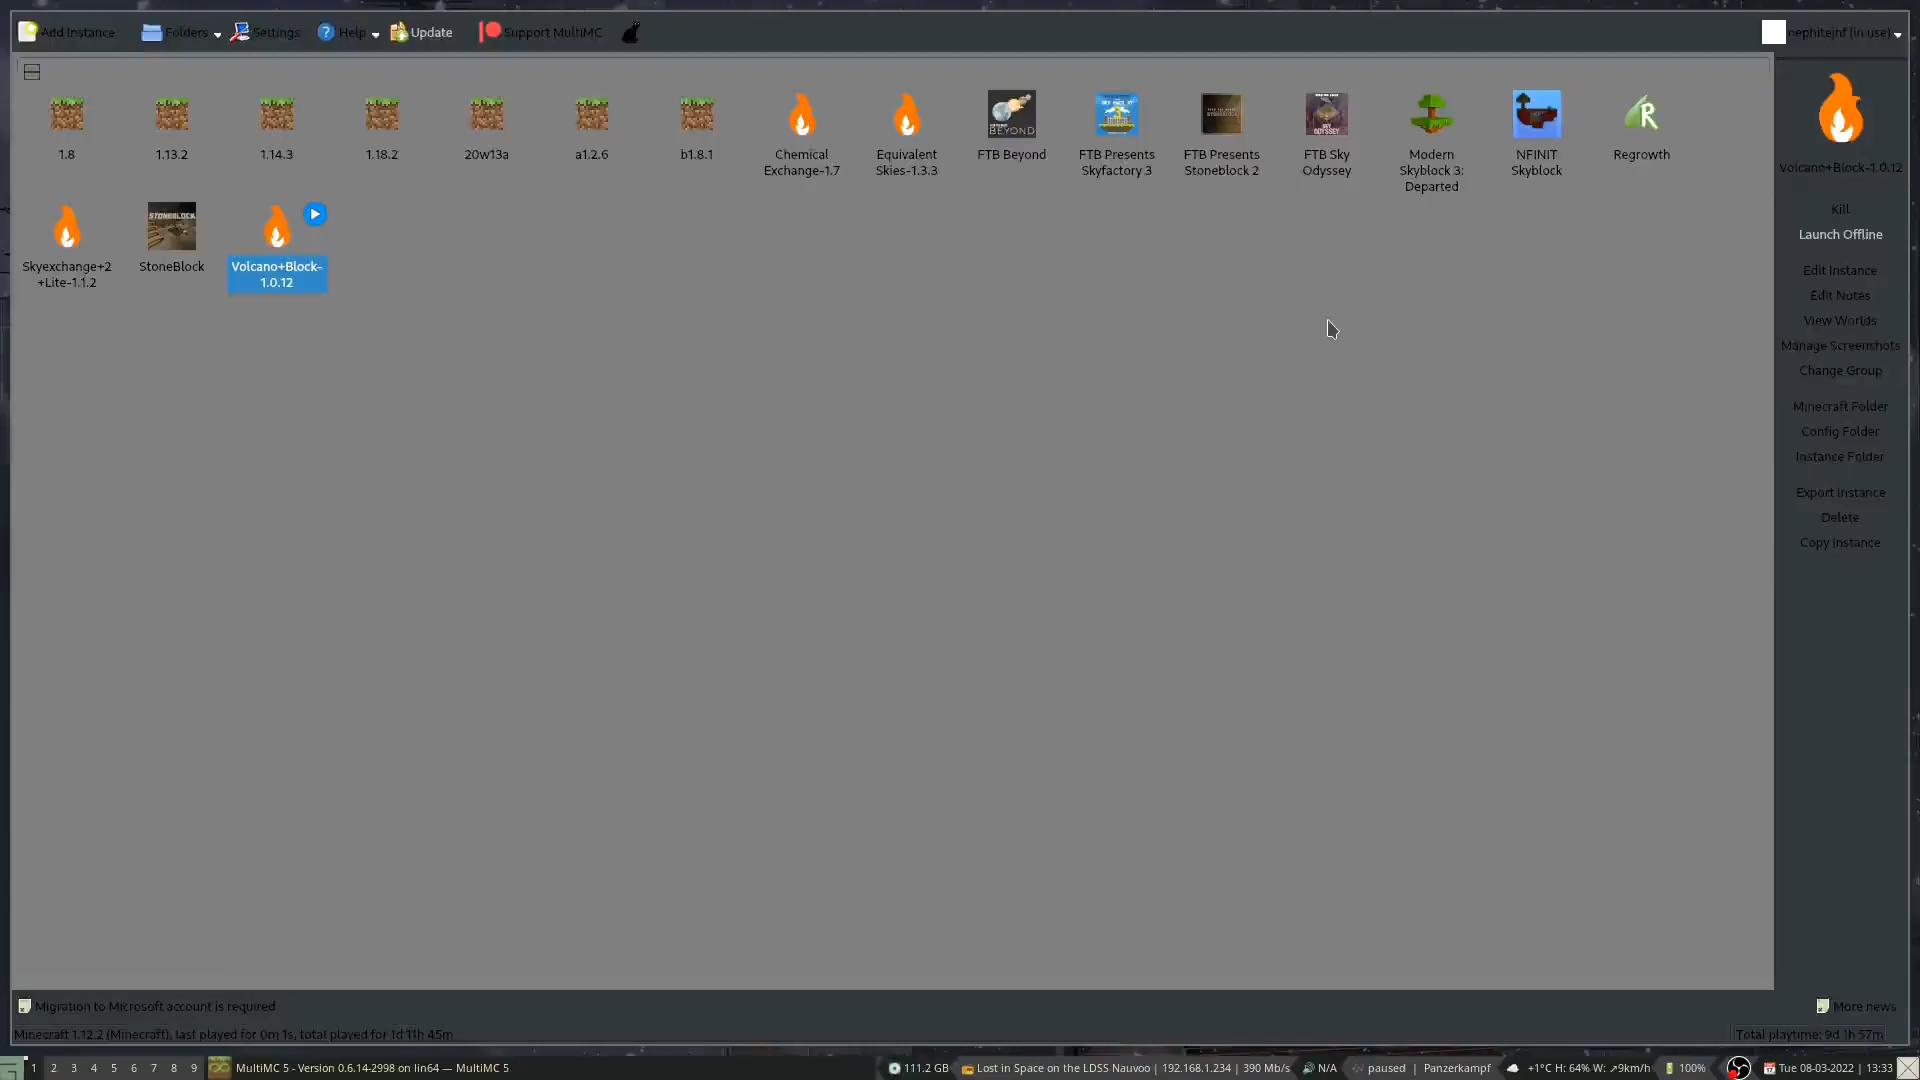 Add Instance Folders Settings Help Update Support MultiMC nephitejnf (in use)
1.8 1.13.2 1.14.3 1.18.2 20w13a a1.2.6 b1.8.1 Chemical Equivalent FTB Beyond FTB Presents FTB Presents FTB Sky Modern NFINIT Regrowth
Exchange-1.7 Skies-1.3.3 Skyfactory 3 Stoneblock 2 Odyssey Skyblock 3: Skyblock
Departed
BEYOND
SKY ODYSSEY
R
STONEBLOCK
Skyexchange+2 StoneBlock Volcano+Block-
+Lite-1.1.2 1.0.12
Volcano+Block-1.0.12
Kill
Launch Offline
Edit Instance
Edit Notes
View Worlds
Manage Screenshots
Change Group
Minecraft Folder
Config Folder
Instance Folder
Export Instance
Delete
Copy Instance
Migration to Microsoft account is required More news
Minecraft 1.12.2 (Minecraft), last played for 0m 1s, total played for 1d 11h 45m Total playtime: 9d 1h 57m
1 2 3 4 5 6 7 8 9 MultiMC 5 - Version 0.6.14-2998 on lin64 — MultiMC 5 111.2 GB Lost in Space on the LDSS Nauvoo | 192.168.1.234 | 390 Mb/s N/A paused | Panzerkampf +1°C H: 64% W: ↗9km/h 100% Tue 08-03-2022 | 13:33